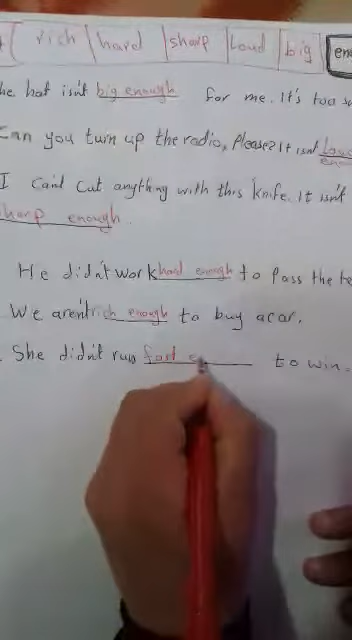 rich hard sharp Loud big
he hat isn't big enough for me. It's too
Can you turn up the radio, Please? It isn't Loud
I can't cut anything with this knife. It isn't
sharp enough.
He didn't work hard enough to Pass the te
We aren't rich enough to buy a car.
She didn't run fast e to win.